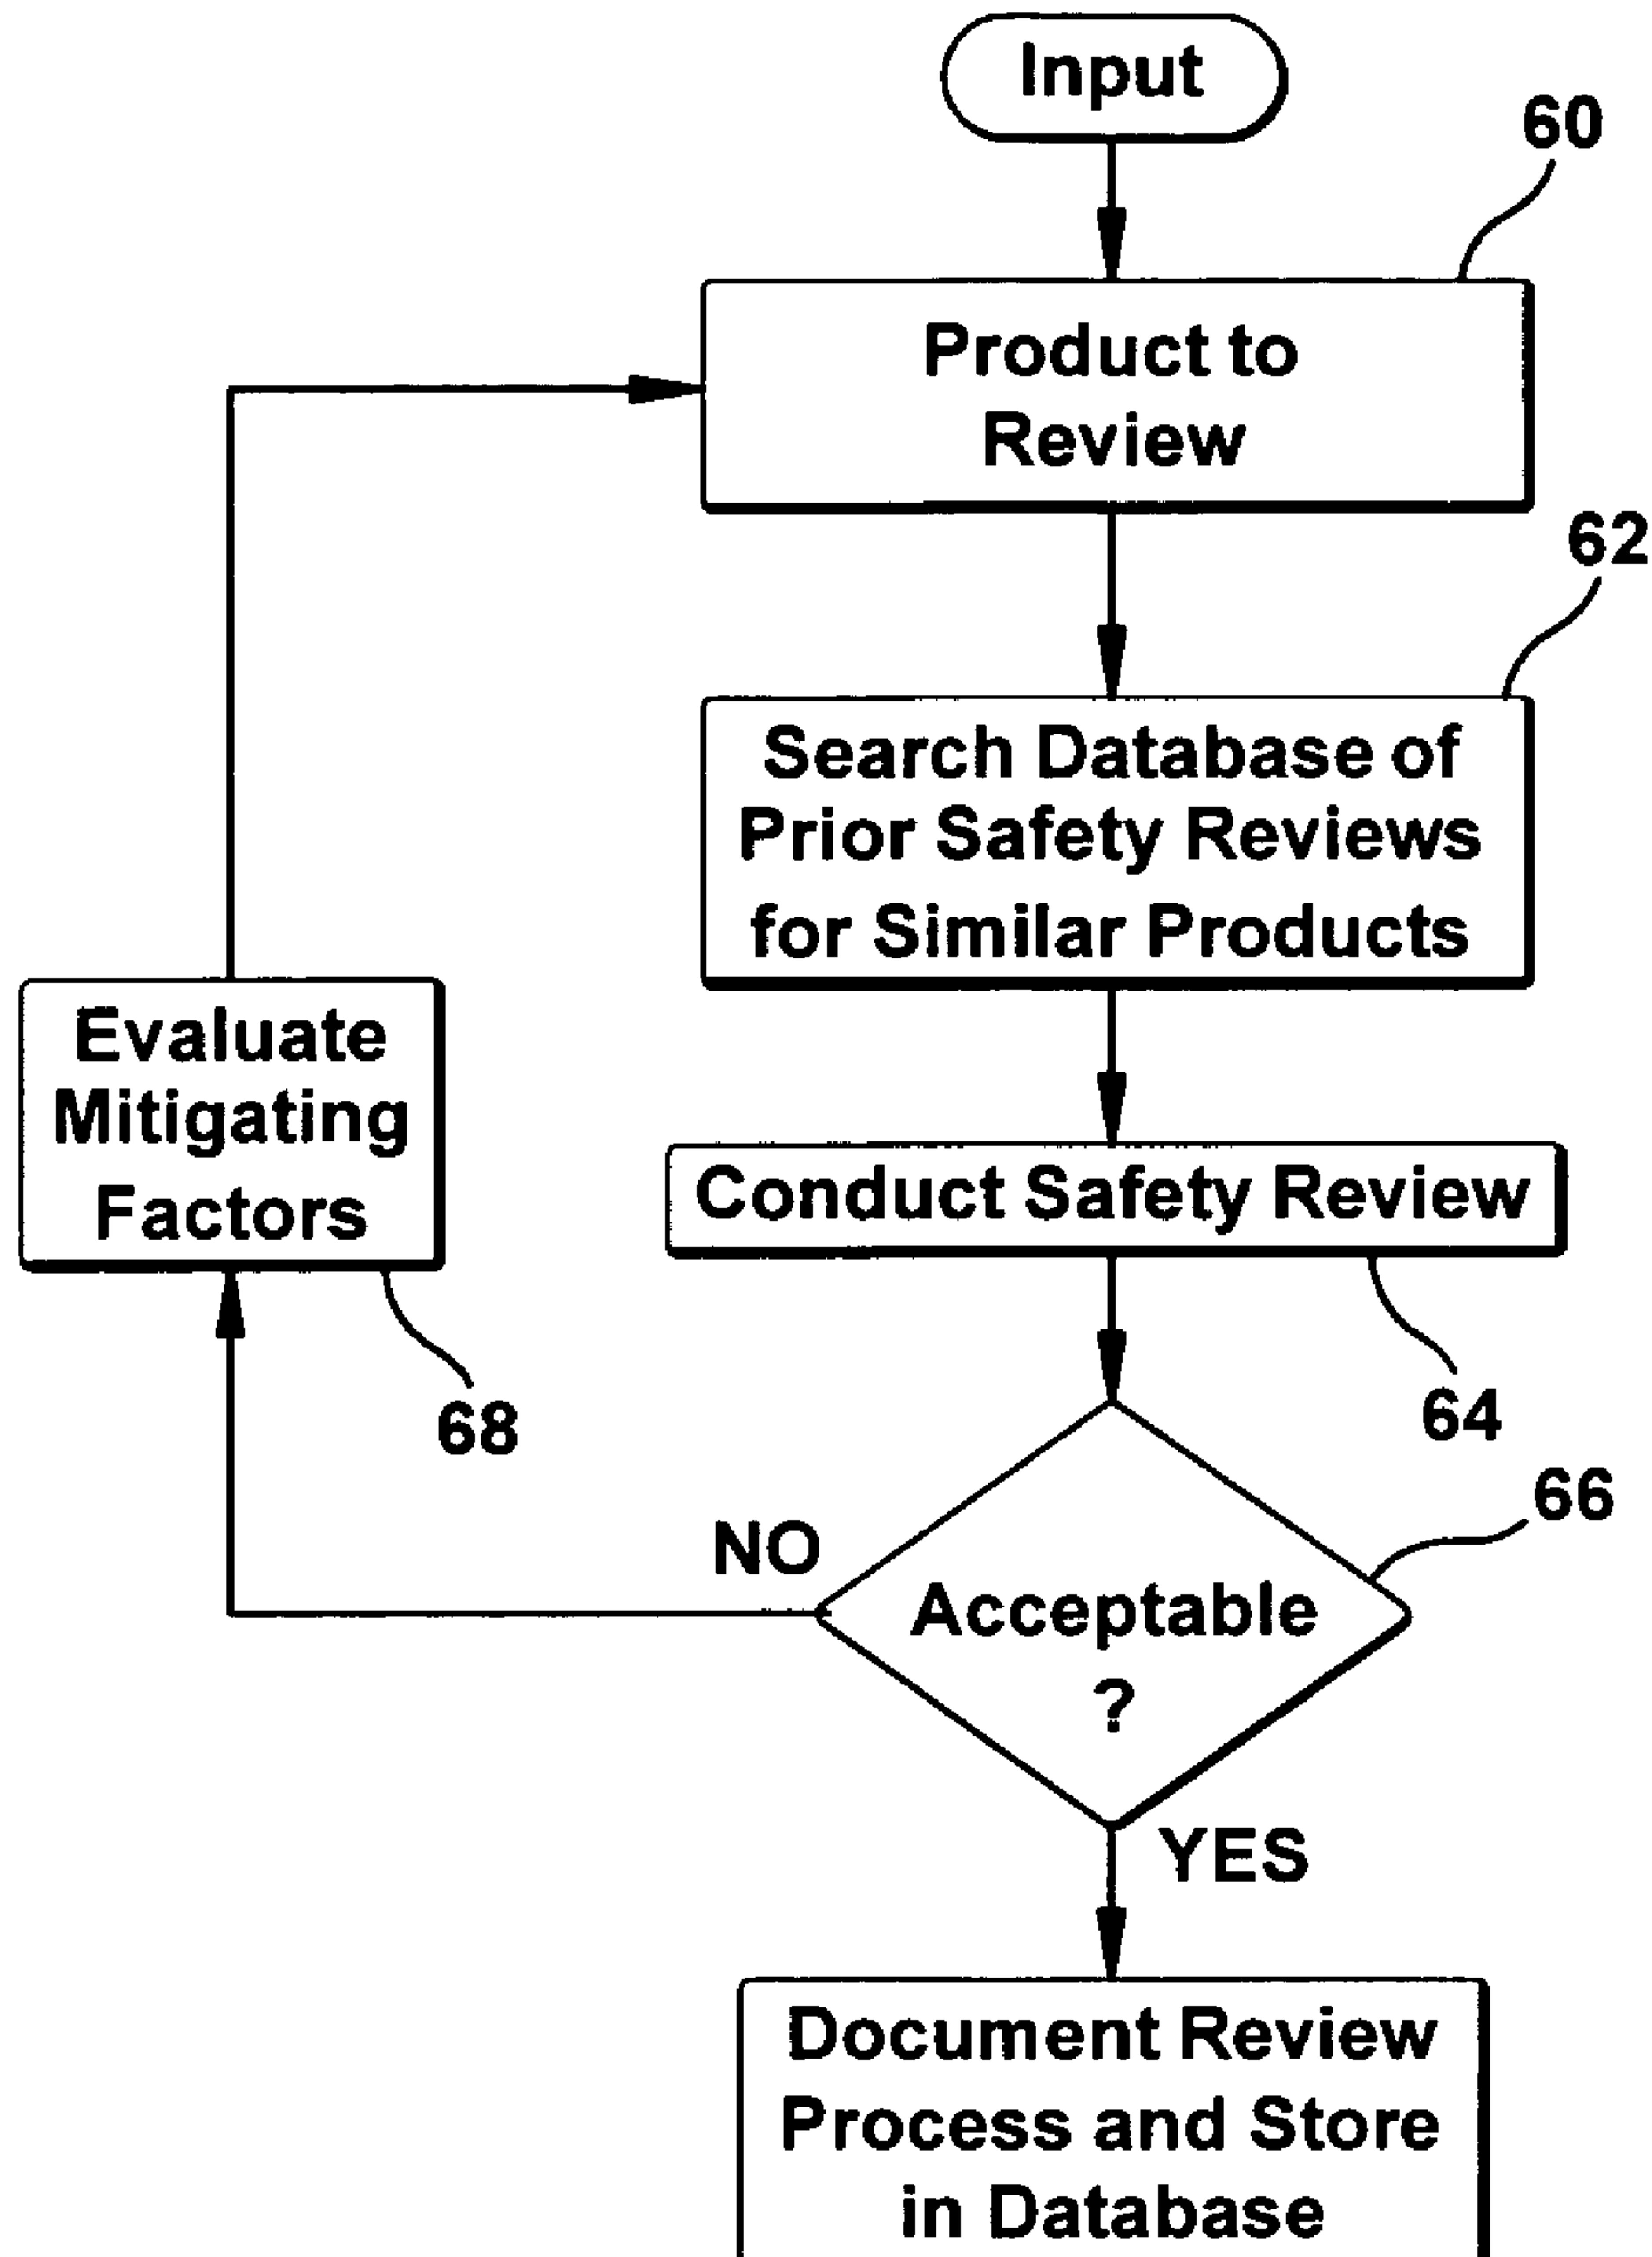 Input
60
Product to
Review
62
Search Database of
Prior Safety Reviews
for Similar Products
Evaluate
Mitigating
Factors
68
Conduct Safety Review
64
66
NO
Acceptable
?
YES
Document Review
Process and Store
in Database